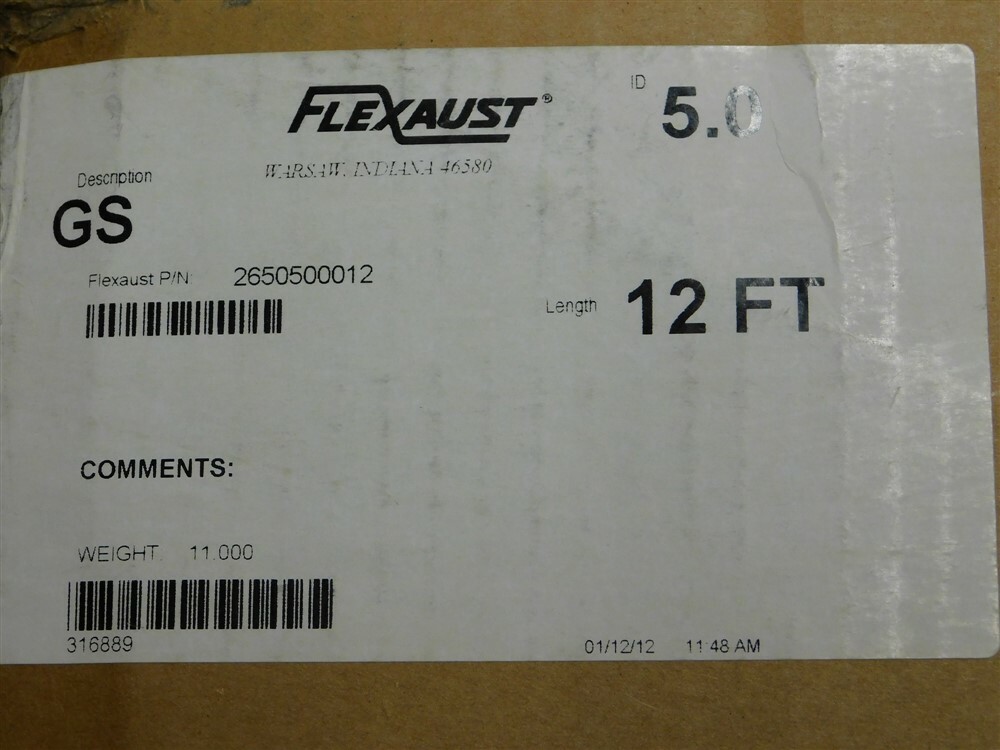 FLEXAUST®
WARSAW, INDIANA 46580
ID 5.0
Description
GS
Flexaust P/N: 2650500012
Length 12 FT
COMMENTS:
WEIGHT: 11.000
316889
01/12/12 11:48 AM